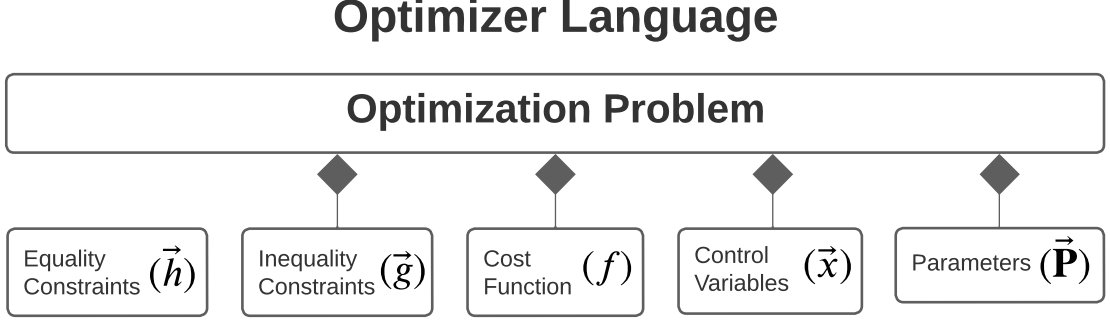 Optimizer Language
Optimization Problem
Equality
Constraints (h⃗)
Inequality
Constraints (g⃗)
Cost
Function (f)
Control
Variables (x⃗)
Parameters (P⃗)